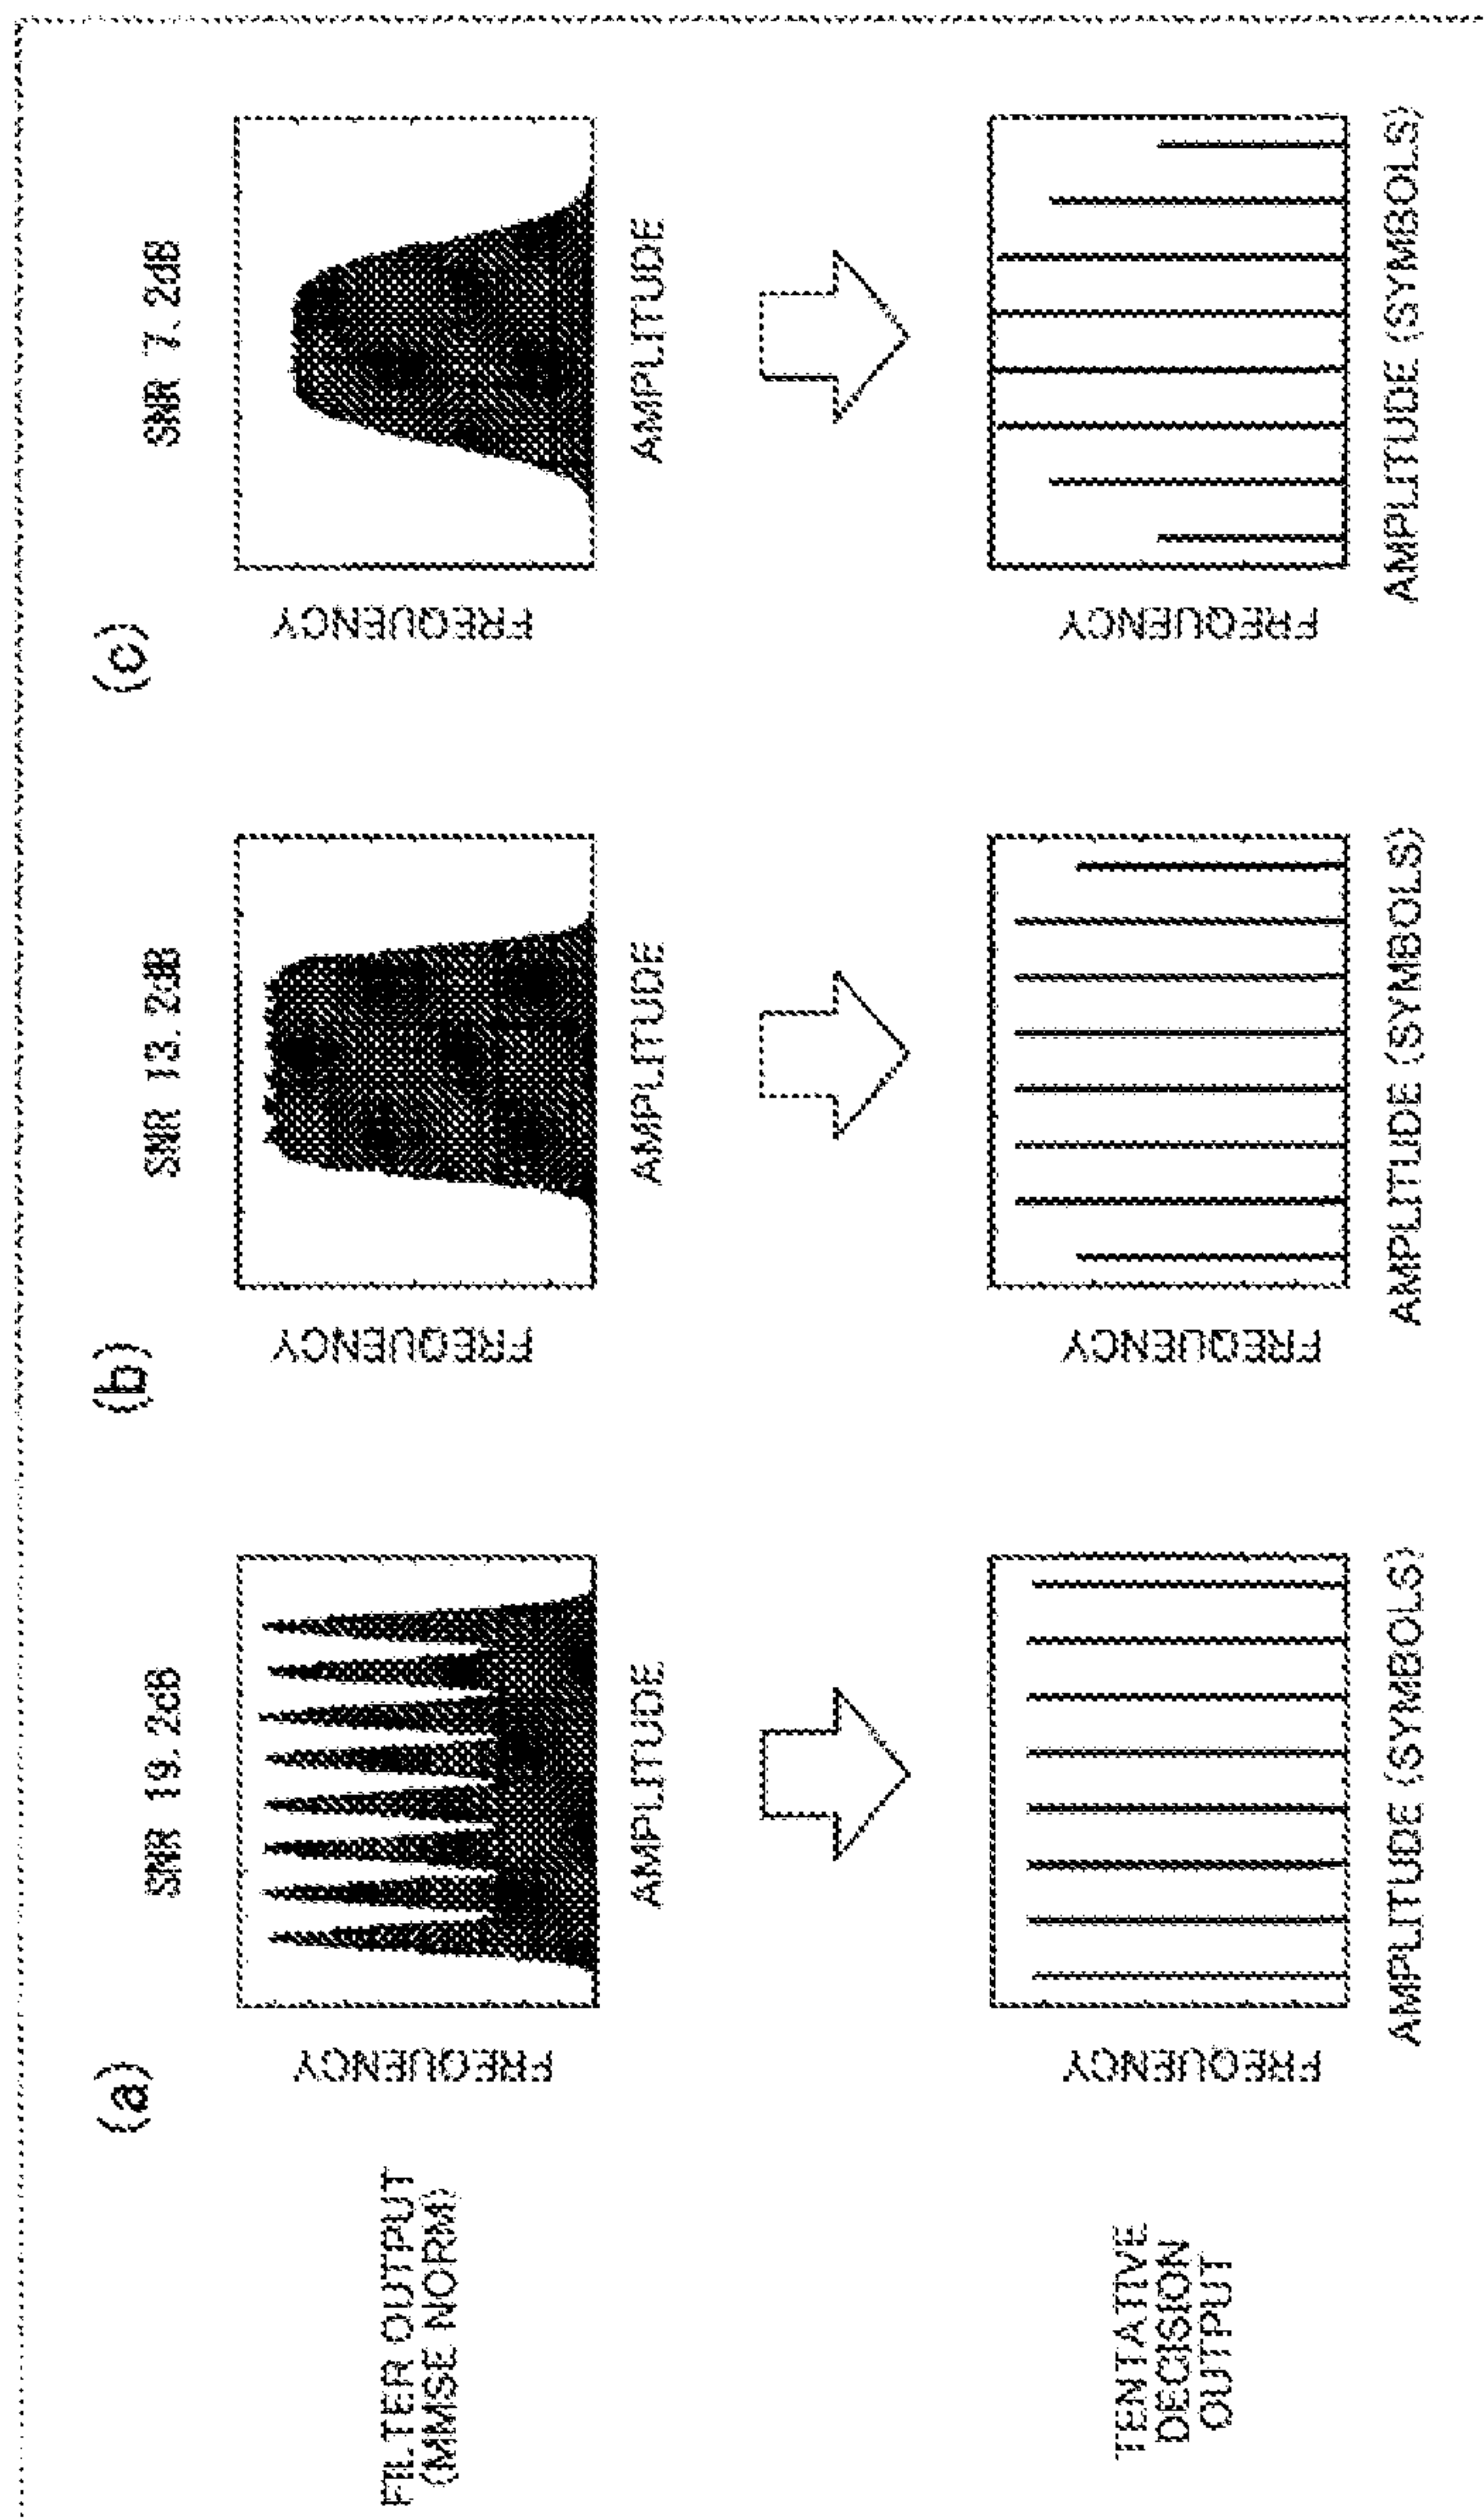 (a)
SNR 19.2dB
(b)
SNR 13.2dB
(c)
SNR 7.2dB
FILTER OUTPUT
(MMSE NORM)
FREQUENCY
AMPLITUDE
FREQUENCY
AMPLITUDE
FREQUENCY
AMPLITUDE
TENTATIVE
DECISION
OUTPUT
FREQUENCY
AMPLITUDE (SYMBOLS)
FREQUENCY
AMPLITUDE (SYMBOLS)
FREQUENCY
AMPLITUDE (SYMBOLS)